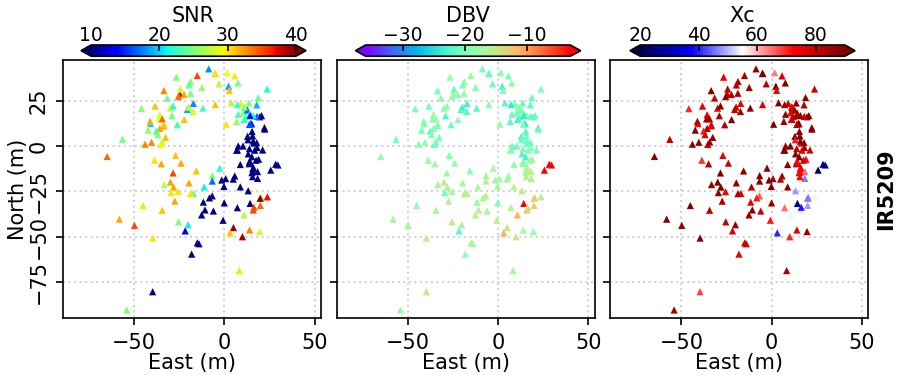 SNR
DBV
Xc
10 20 30 40
−30 −20 −10
20 40 60 80
North (m)
25
0
−25
−50
−75
−50 0 50
−50 0 50
−50 0 50
East (m)
East (m)
East (m)
IR5209